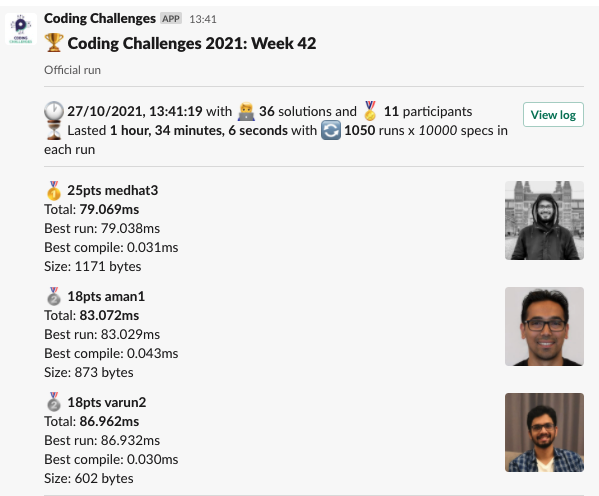 Coding Challenges APP 13:41
🏆 Coding Challenges 2021: Week 42
Official run
27/10/2021, 13:41:19 with 36 solutions and 11 participants
View log
Lasted 1 hour, 34 minutes, 6 seconds with 1050 runs x 10000 specs in
each run
25pts medhat3
Total: 79.069ms
Best run: 79.038ms
Best compile: 0.031ms
Size: 1171 bytes
18pts aman1
Total: 83.072ms
Best run: 83.029ms
Best compile: 0.043ms
Size: 873 bytes
18pts varun2
Total: 86.962ms
Best run: 86.932ms
Best compile: 0.030ms
Size: 602 bytes